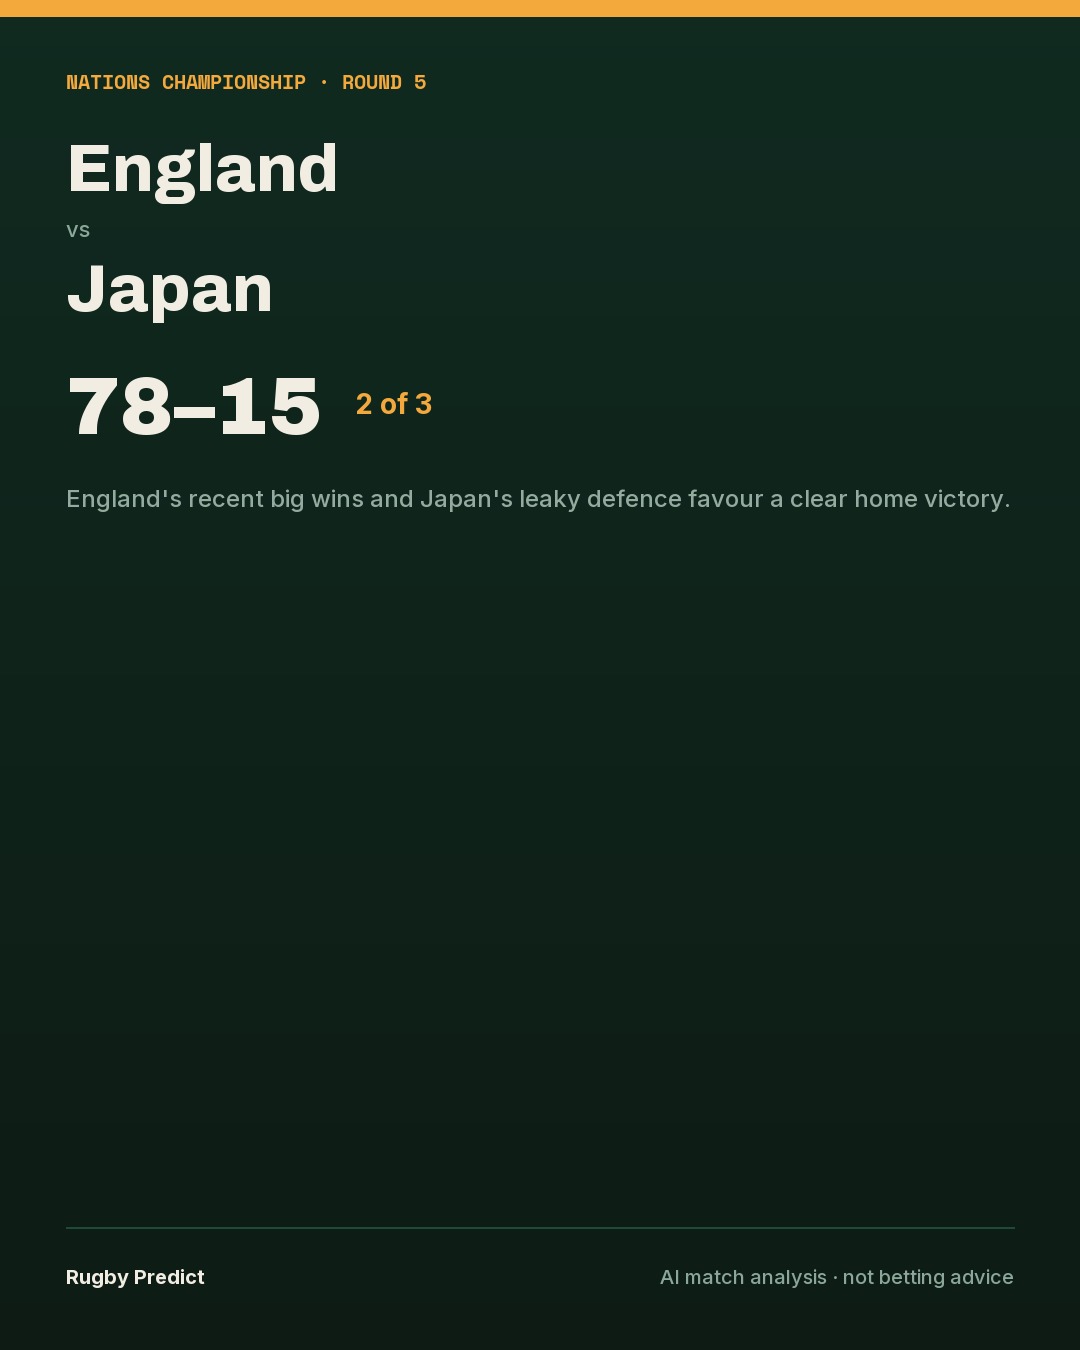 NATIONS CHAMPIONSHIP · ROUND 5
England
vs
Japan
78–15 2 of 3
England's recent big wins and Japan's leaky defence favour a clear home victory.
Rugby Predict AI match analysis · not betting advice